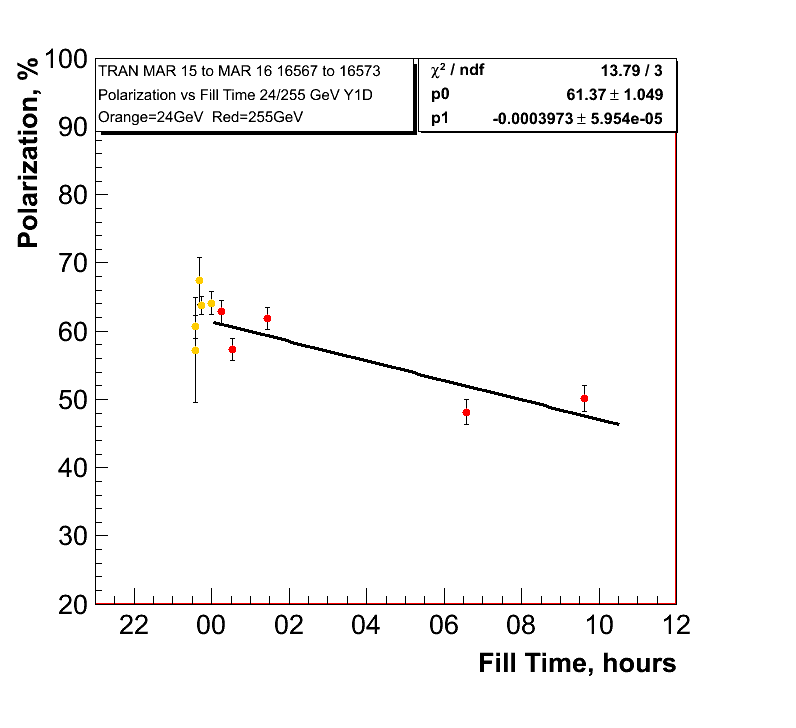 TRAN MAR 15 to MAR 16 16567 to 16573
Polarization vs Fill Time 24/255 GeV Y1D
Orange=24GeV  Red=255GeV
χ² / ndf 13.79 / 3
p0 61.37 ± 1.049
p1 -0.0003973 ± 5.954e-05
Polarization, %
100
90
80
70
60
50
40
30
20
22 00 02 04 06 08 10 12
Fill Time, hours